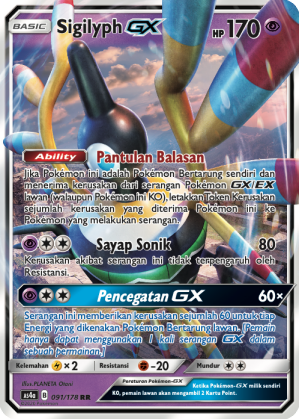 BASIC
Sigilyph GX
HP 170
Ability Pantulan Balasan
Jika Pokémon ini adalah Pokémon Bertarung sendiri dan
menerima kerusakan dari serangan Pokémon GX/EX
lawan (walaupun Pokémon ini KO), letakkan Token Kerusakan
sejumlah kerusakan yang diterima Pokémon ini ke
Pokémon yang melakukan serangan.
Sayap Sonik 80
Kerusakan akibat serangan ini tidak terpengaruh oleh
Resistansi.
Pencegatan GX 60×
Serangan ini memberikan kerusakan sejumlah 60 untuk tiap
Energi yang dikenakan Pokémon Bertarung lawan. [Pemain
hanya dapat menggunakan 1 kali serangan GX dalam
sebuah permainan.]
Kelemahan ×2 Resistansi -20 Mundur
Illus. PLANETA Otani
Peraturan Pokémon-GX
Ketika Pokémon-GX milik sendiri
KO, pemain lawan akan mengambil 2 Kartu Point.
as4a B 091/178 RR